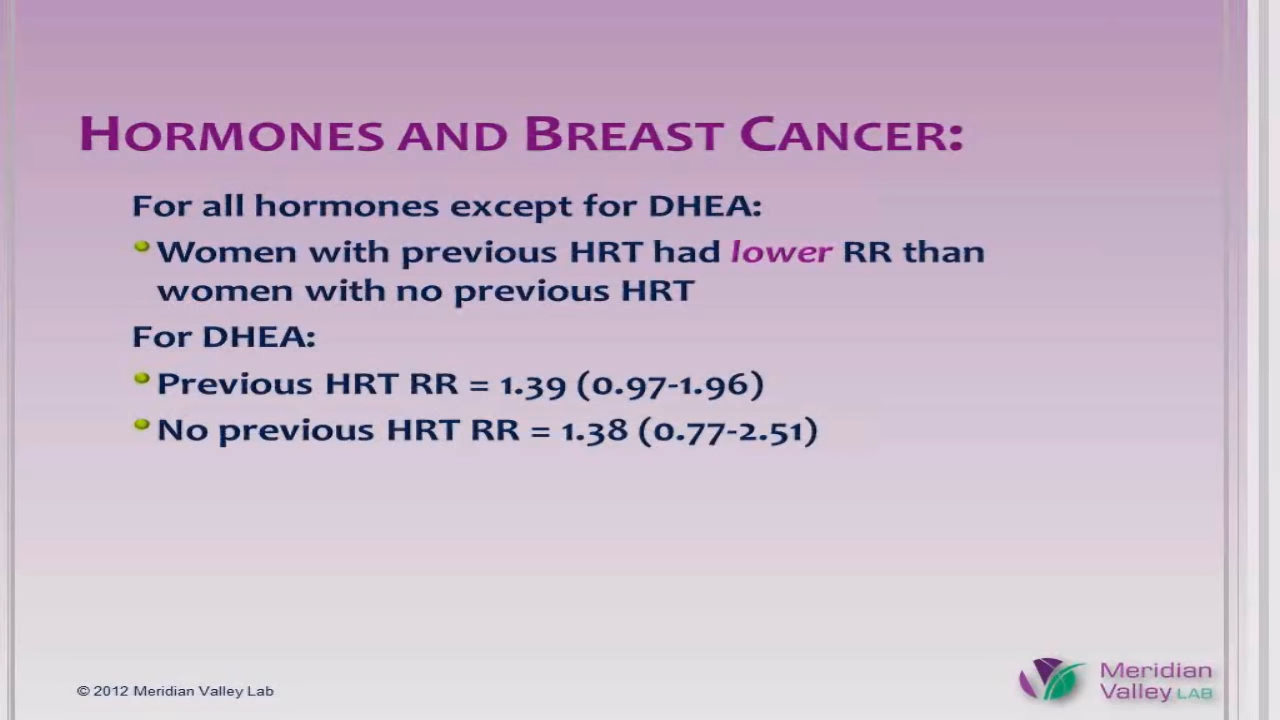 HORMONES AND BREAST CANCER:
For all hormones except for DHEA:
Women with previous HRT had lower RR than
women with no previous HRT
For DHEA:
Previous HRT RR = 1.39 (0.97-1.96)
No previous HRT RR = 1.38 (0.77-2.51)
© 2012 Meridian Valley Lab
Meridian
Valley LAB